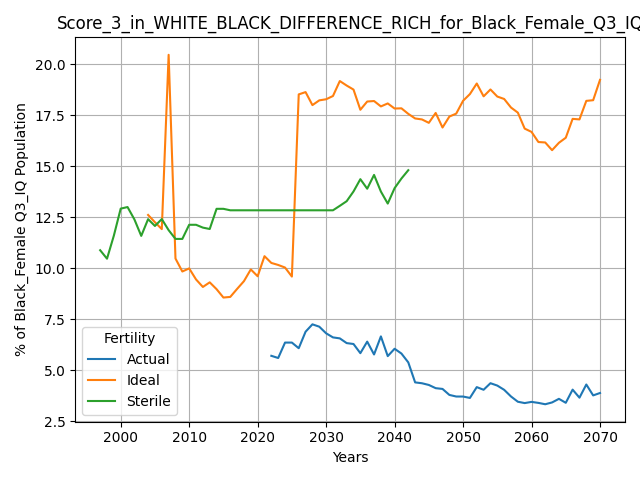 Score_3_in_WHITE_BLACK_DIFFERENCE_RICH_for_Black_Female_Q3_IQ
% of Black_Female Q3_IQ Population
20.0
17.5
15.0
12.5
10.0
7.5
5.0
2.5
Fertility
Actual
Ideal
Sterile
2000 2010 2020 2030 2040 2050 2060 2070
Years